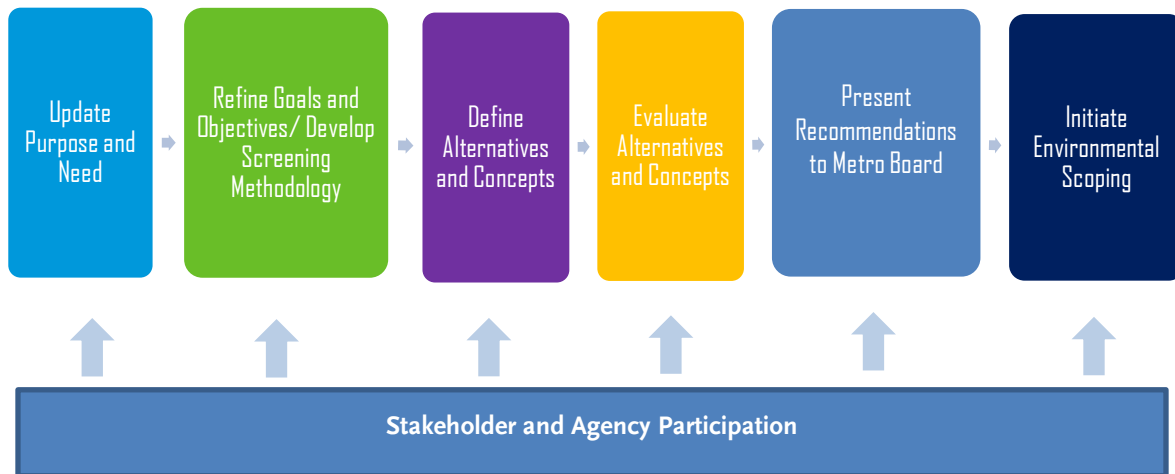 Update
Purpose and
Need
Refine Goals and
Objectives/ Develop
Screening
Methodology
Define
Alternatives
and Concepts
Evaluate
Alternatives
and Concepts
Present
Recommendations
to Metro Board
Initiate
Environmental
Scoping
Stakeholder and Agency Participation